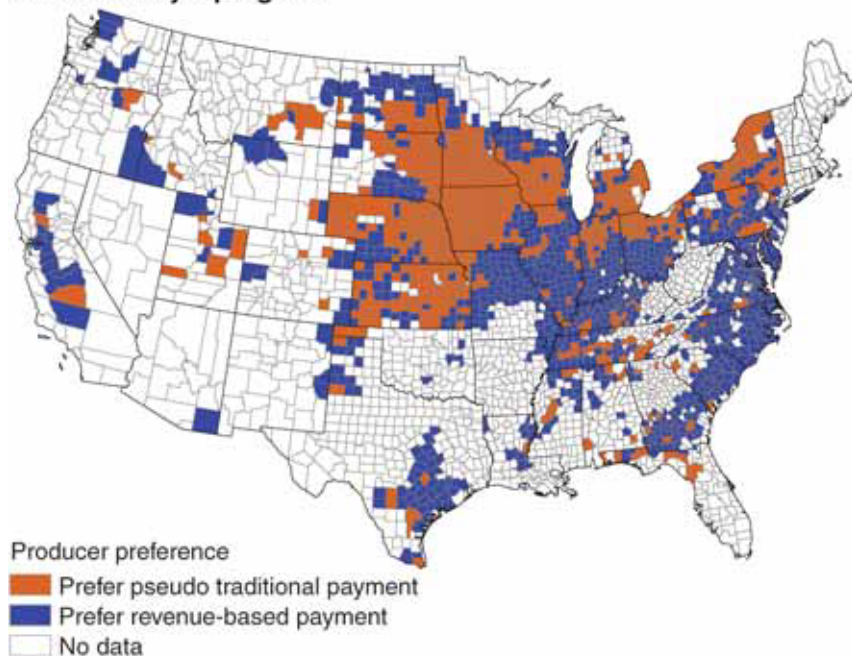 Producer preference
Prefer pseudo traditional payment
Prefer revenue-based payment
No data